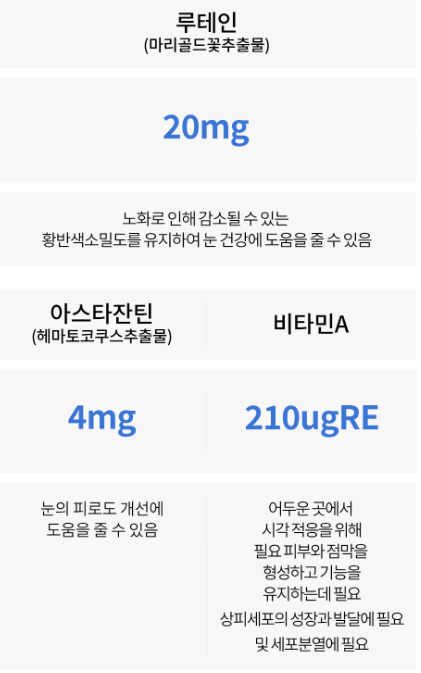 루테인
(마리골드꽃추출물)
20mg
노화로 인해 감소될 수 있는
황반색소밀도를 유지하여 눈 건강에 도움을 줄 수 있음
아스타잔틴
(헤마토코쿠스추출물)
비타민A
4mg
210ugRE
눈의 피로도 개선에
도움을 줄 수 있음
어두운 곳에서
시각 적응을 위해
필요 피부와 점막을
형성하고 기능을
유지하는데 필요
상피세포의 성장과 발달에 필요
및 세포분열에 필요